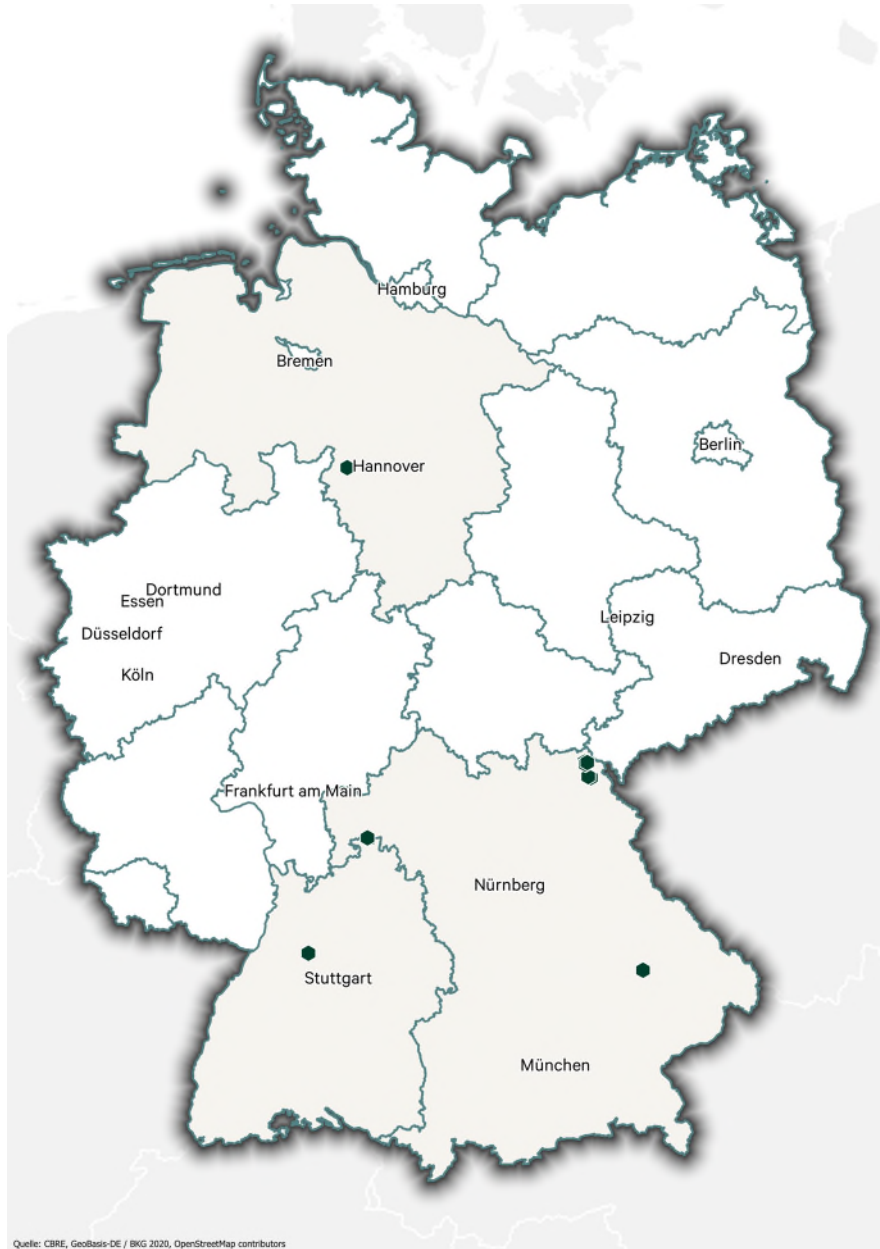 Hamburg
Bremen
Berlin
Hannover
Dortmund
Essen
Leipzig
Düsseldorf
Dresden
Köln
Frankfurt am Main
Nürnberg
Stuttgart
München
Quelle: CBRE, GeoBasis-DE / BKG 2020, OpenStreetMap contributors